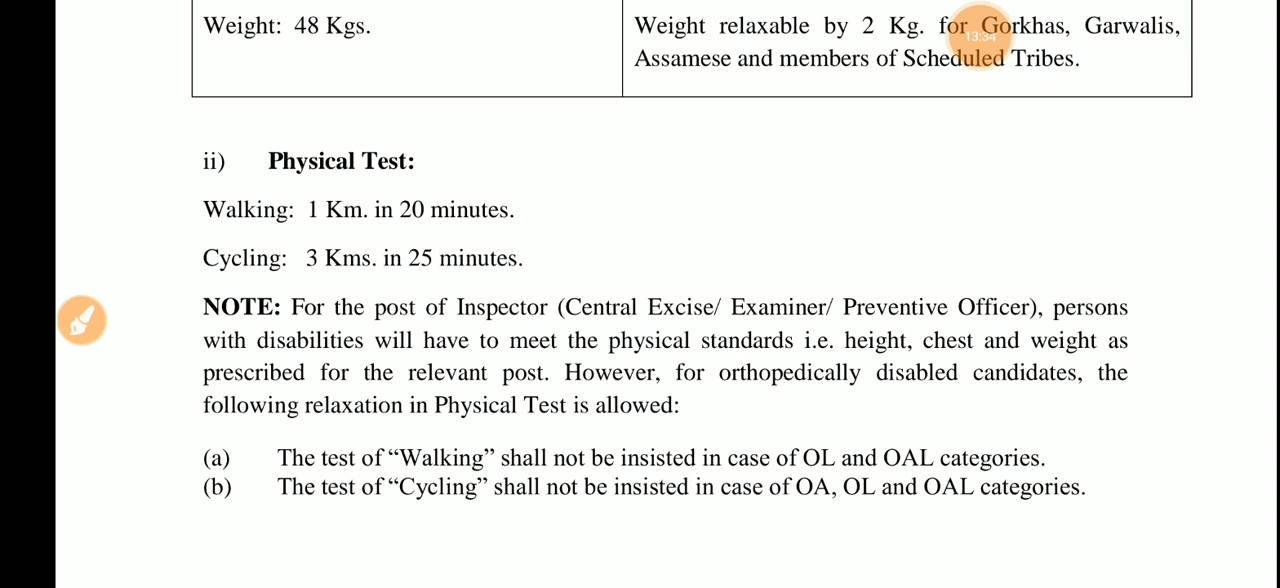 Weight: 48 Kgs.
Weight relaxable by 2 Kg. for Gorkhas, Garwalis,
Assamese and members of Scheduled Tribes.
13:34
ii) Physical Test:
Walking: 1 Km. in 20 minutes.
Cycling: 3 Kms. in 25 minutes.
NOTE: For the post of Inspector (Central Excise/ Examiner/ Preventive Officer), persons
with disabilities will have to meet the physical standards i.e. height, chest and weight as
prescribed for the relevant post. However, for orthopedically disabled candidates, the
following relaxation in Physical Test is allowed:
(a) The test of “Walking” shall not be insisted in case of OL and OAL categories.
(b) The test of “Cycling” shall not be insisted in case of OA, OL and OAL categories.